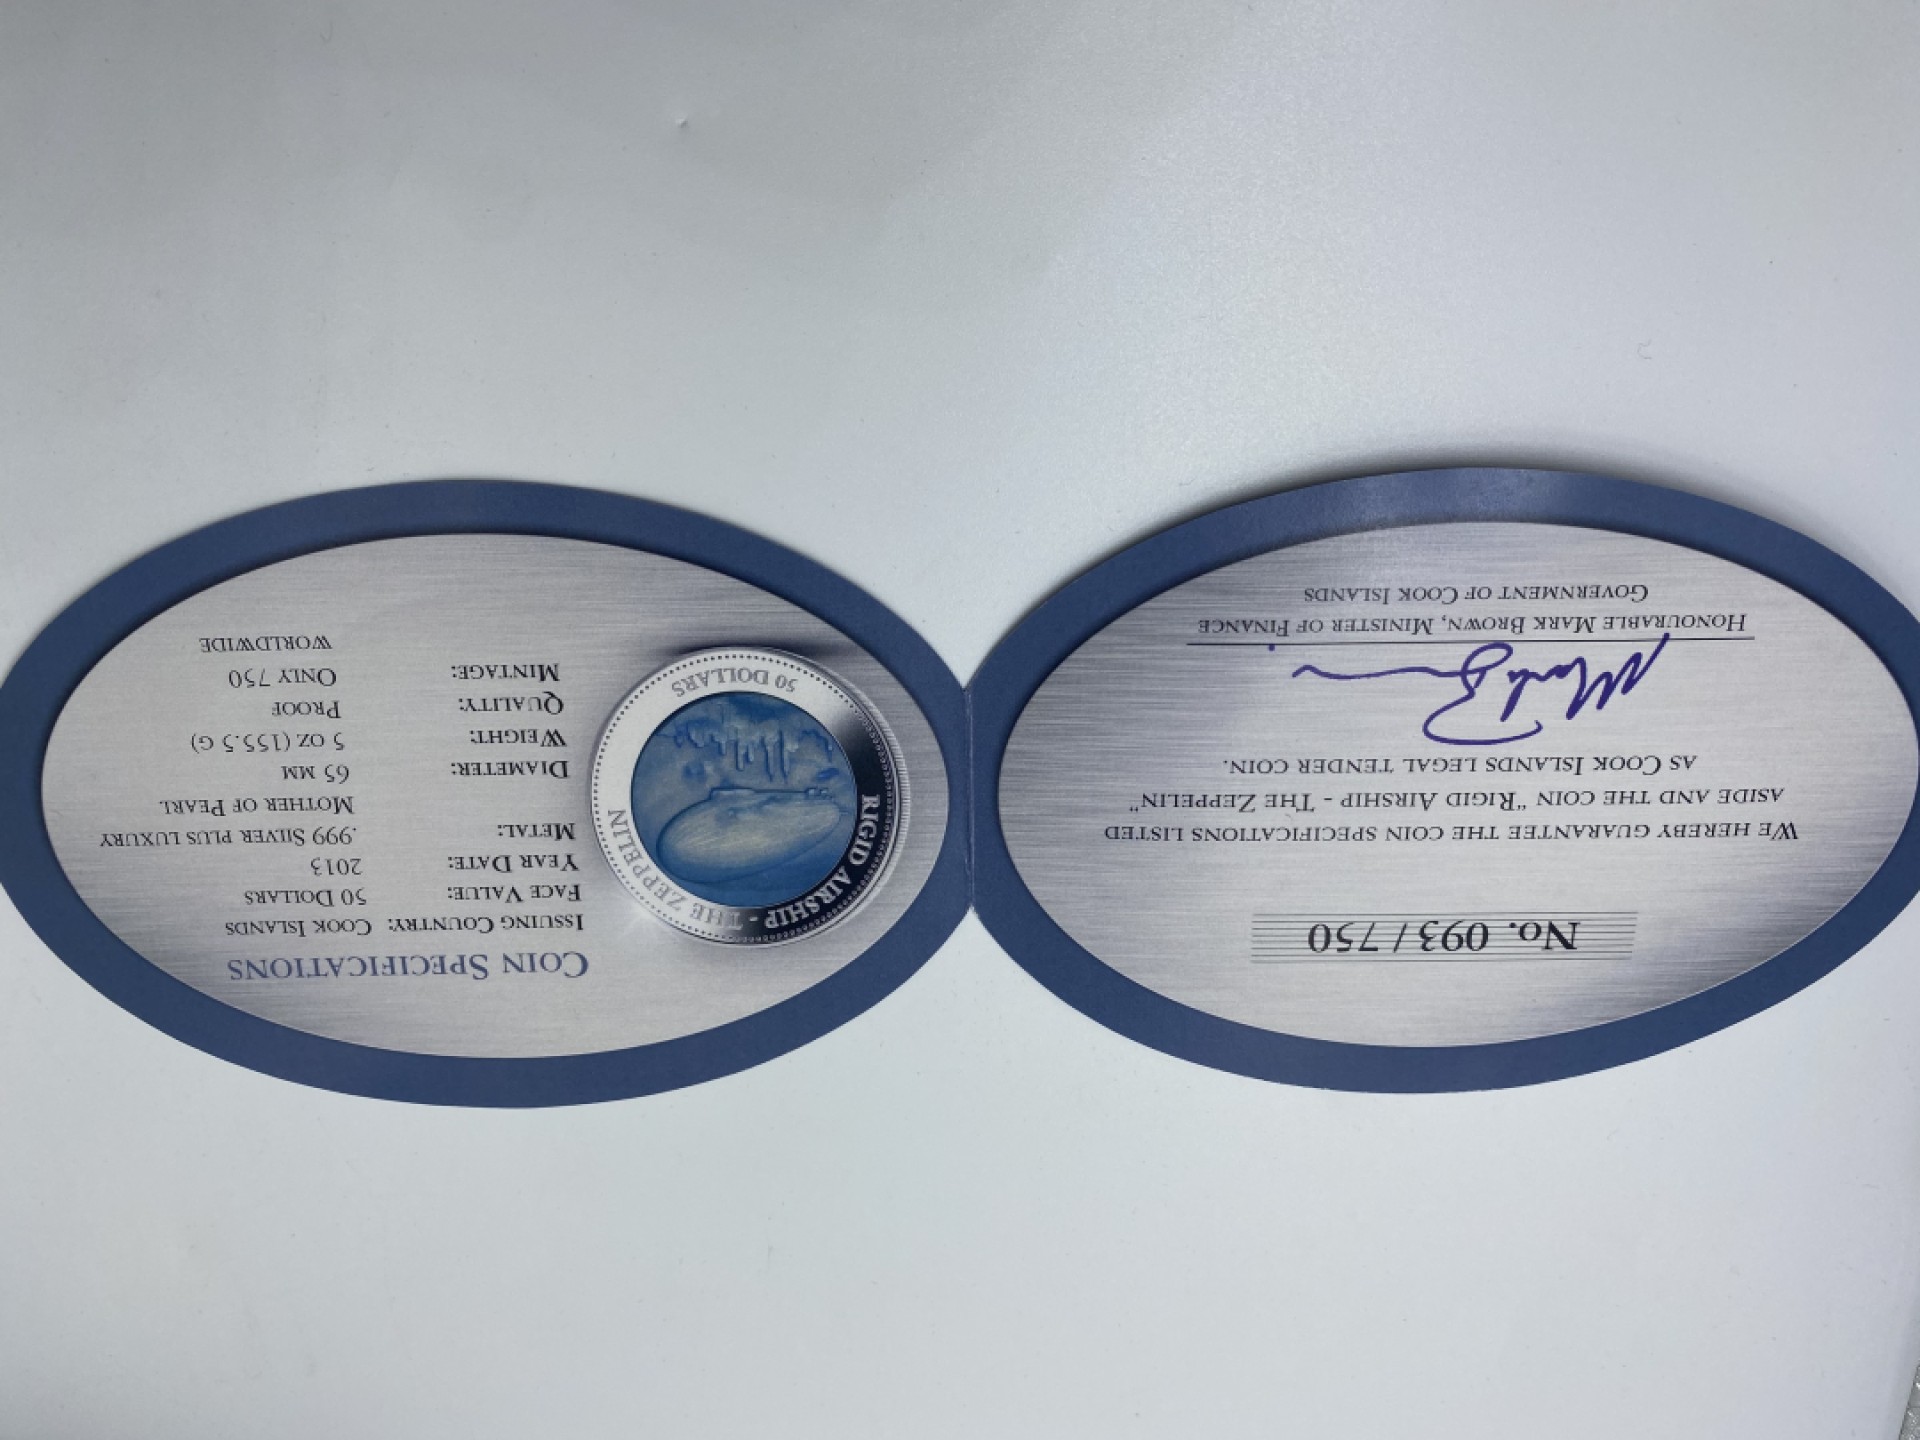 No. 093 / 750
WE HEREBY GUARANTEE THE COIN SPECIFICATIONS LISTED
ASIDE AND THE COIN "RIGID AIRSHIP - THE ZEPPELIN"
AS COOK ISLANDS LEGAL TENDER COIN.
Mark Brown
HONOURABLE MARK BROWN, MINISTER OF FINANCE
GOVERNMENT OF COOK ISLANDS
RIGID AIRSHIP - THE ZEPPELIN
50 DOLLARS
COIN SPECIFICATIONS
ISSUING COUNTRY: COOK ISLANDS
FACE VALUE: 50 DOLLARS
YEAR DATE: 2013
METAL: .999 SILVER PLUS LUXURY
MOTHER OF PEARL
DIAMETER: 65 MM
WEIGHT: 5 OZ (155.5 G)
QUALITY: PROOF
MINTAGE: ONLY 750
WORLDWIDE